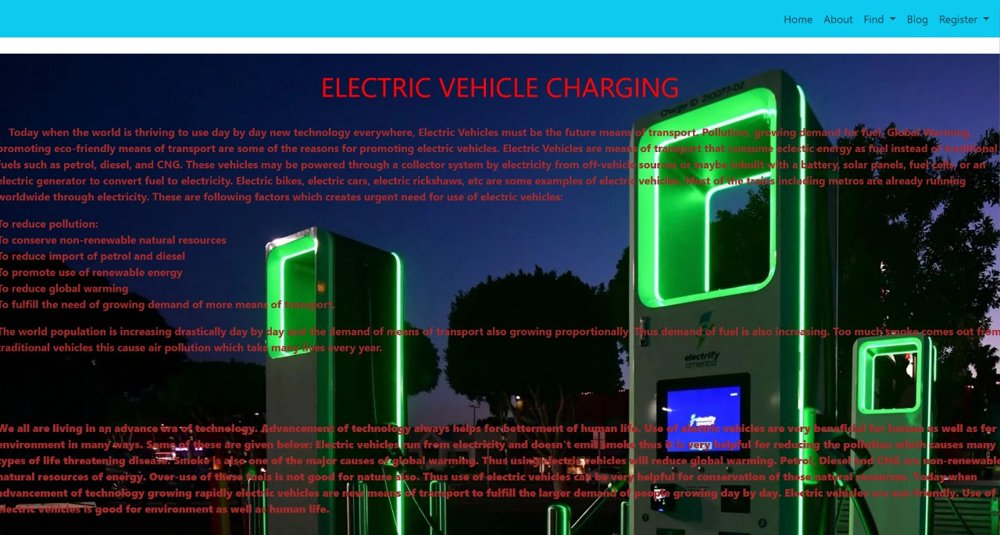 Home About Find Blog Register
ELECTRIC VEHICLE CHARGING
Charger ID 210077-02
Today when the world is thriving to use day by day new technology everywhere, Electric Vehicles must be the future means of transport. Pollution, growing demand for fuel, Global Warming,
promoting eco-friendly means of transport are some of the reasons for promoting electric vehicles. Electric Vehicles are means of transport that consume eclectic energy as fuel instead of traditional
fuels such as petrol, diesel, and CNG. These vehicles may be powered through a collector system by electricity from off-vehicle sources or maybe inbuilt with a battery, solar panels, fuel cells, or an
electric generator to convert fuel to electricity. Electric bikes, electric cars, electric rickshaws, etc are some examples of electric vehicles. Most of the trains including metros are already running
worldwide through electricity. These are following factors which creates urgent need for use of electric vehicles:
To reduce pollution:
To conserve non-renewable natural resources
To reduce import of petrol and diesel
To promote use of renewable energy
To reduce global warming
To fulfill the need of growing demand of more means of transport.
The world population is increasing drastically day by day and the demand of means of transport also growing proportionally. Thus demand of fuel is also increasing. Too much smoke comes out from
traditional vehicles this cause air pollution which take many lives every year.
electrify
america
We all are living in an advance era of technology. Advancement of technology always helps for betterment of human life. Use of electric vehicles are very beneficial for human as well as for
environment in many ways. Some of these are given below: Electric vehicles run from electricity and doesn't emit smoke thus it is very helpful for reducing the pollution which causes many
types of life threatening disease. Smoke is also one of the major causes of global warming. Thus using electric vehicles will reduce global warming. Petrol, Diesel and CNG are non-renewable
natural resources of energy. Over-use of these fuels is not good for nature also. Thus use of electric vehicles can be very helpful for conservation of these natural resources. Today when
advancement of technology growing rapidly electric vehicles are new means of transport to fulfill the larger demand of people growing day by day. Electric vehicles are eco-friendly. Use of
electric vehicles is good for environment as well as human life.
1
2